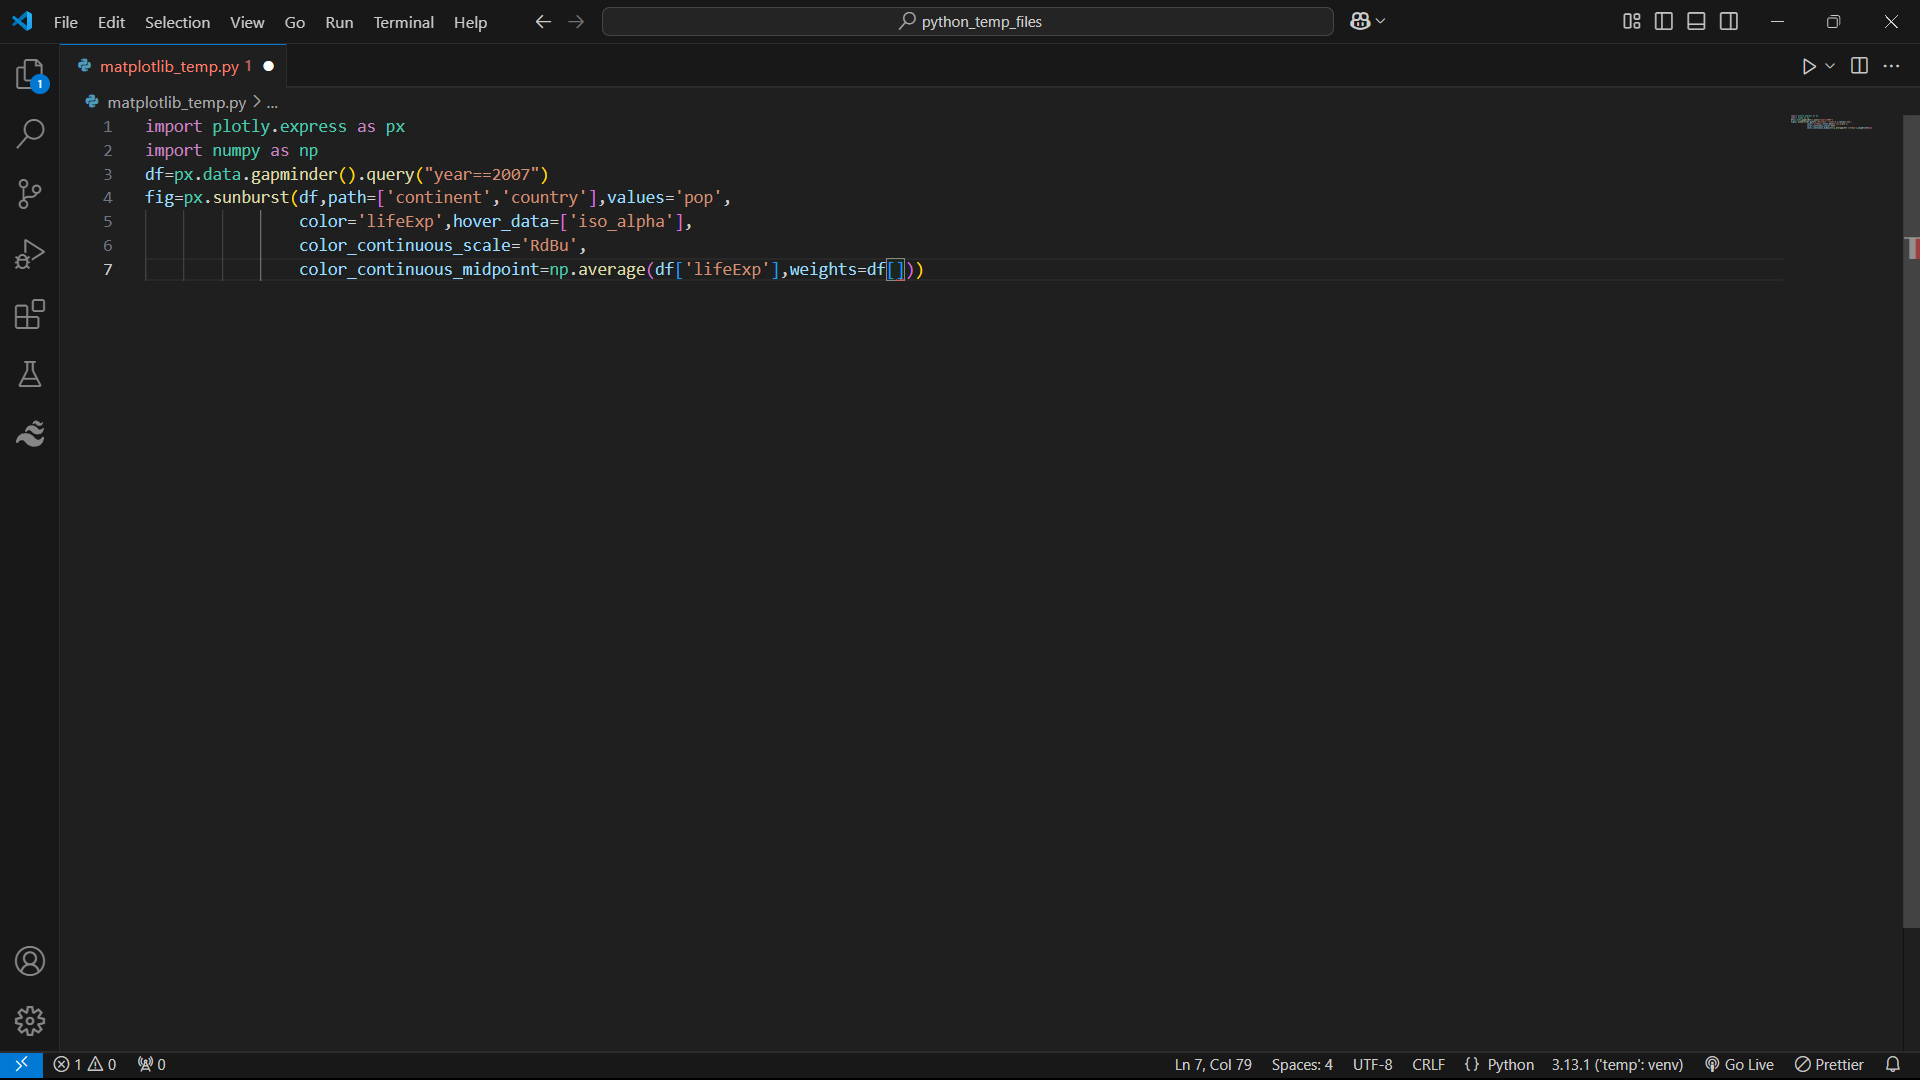 File Edit Selection View Go Run Terminal Help python_temp_files
1
matplotlib_temp.py 1
matplotlib_temp.py > ...
1 import plotly.express as px
2 import numpy as np
3 df=px.data.gapminder().query("year==2007")
4 fig=px.sunburst(df,path=['continent','country'],values='pop',
5 color='lifeExp',hover_data=['iso_alpha'],
6 color_continuous_scale='RdBu',
7 color_continuous_midpoint=np.average(df['lifeExp'],weights=df[]))
1 0 0 Ln 7, Col 79 Spaces: 4 UTF-8 CRLF {} Python 3.13.1 ('temp': venv) Go Live Prettier